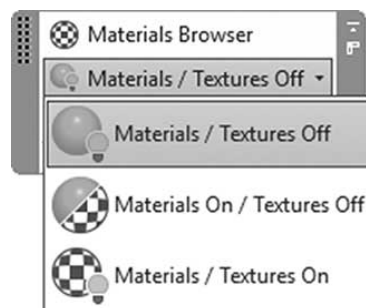 Materials Browser
Materials / Textures Off
Materials / Textures Off
Materials On / Textures Off
Materials / Textures On